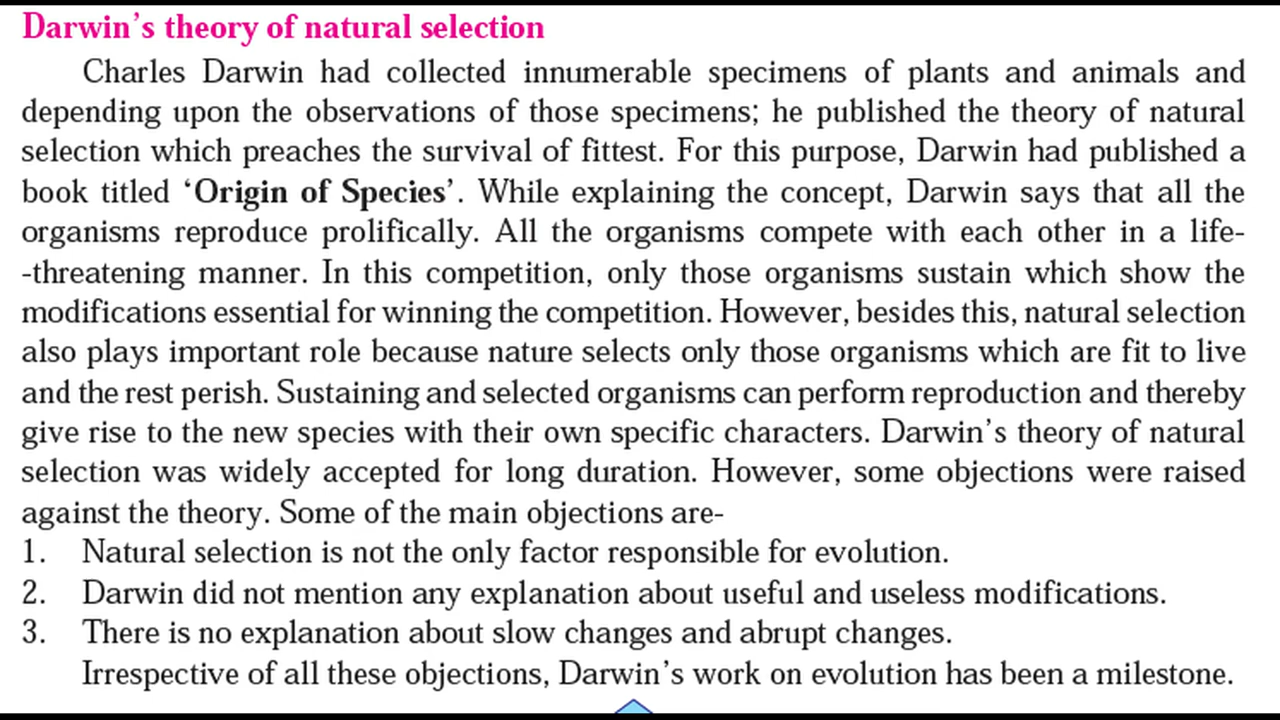 Darwin's theory of natural selection
Charles Darwin had collected innumerable specimens of plants and animals and
depending upon the observations of those specimens; he published the theory of natural
selection which preaches the survival of fittest. For this purpose, Darwin had published a
book titled ‘Origin of Species’. While explaining the concept, Darwin says that all the
organisms reproduce prolifically. All the organisms compete with each other in a life-
-threatening manner. In this competition, only those organisms sustain which show the
modifications essential for winning the competition. However, besides this, natural selection
also plays important role because nature selects only those organisms which are fit to live
and the rest perish. Sustaining and selected organisms can perform reproduction and thereby
give rise to the new species with their own specific characters. Darwin's theory of natural
selection was widely accepted for long duration. However, some objections were raised
against the theory. Some of the main objections are-
1. Natural selection is not the only factor responsible for evolution.
2. Darwin did not mention any explanation about useful and useless modifications.
3. There is no explanation about slow changes and abrupt changes.
Irrespective of all these objections, Darwin's work on evolution has been a milestone.